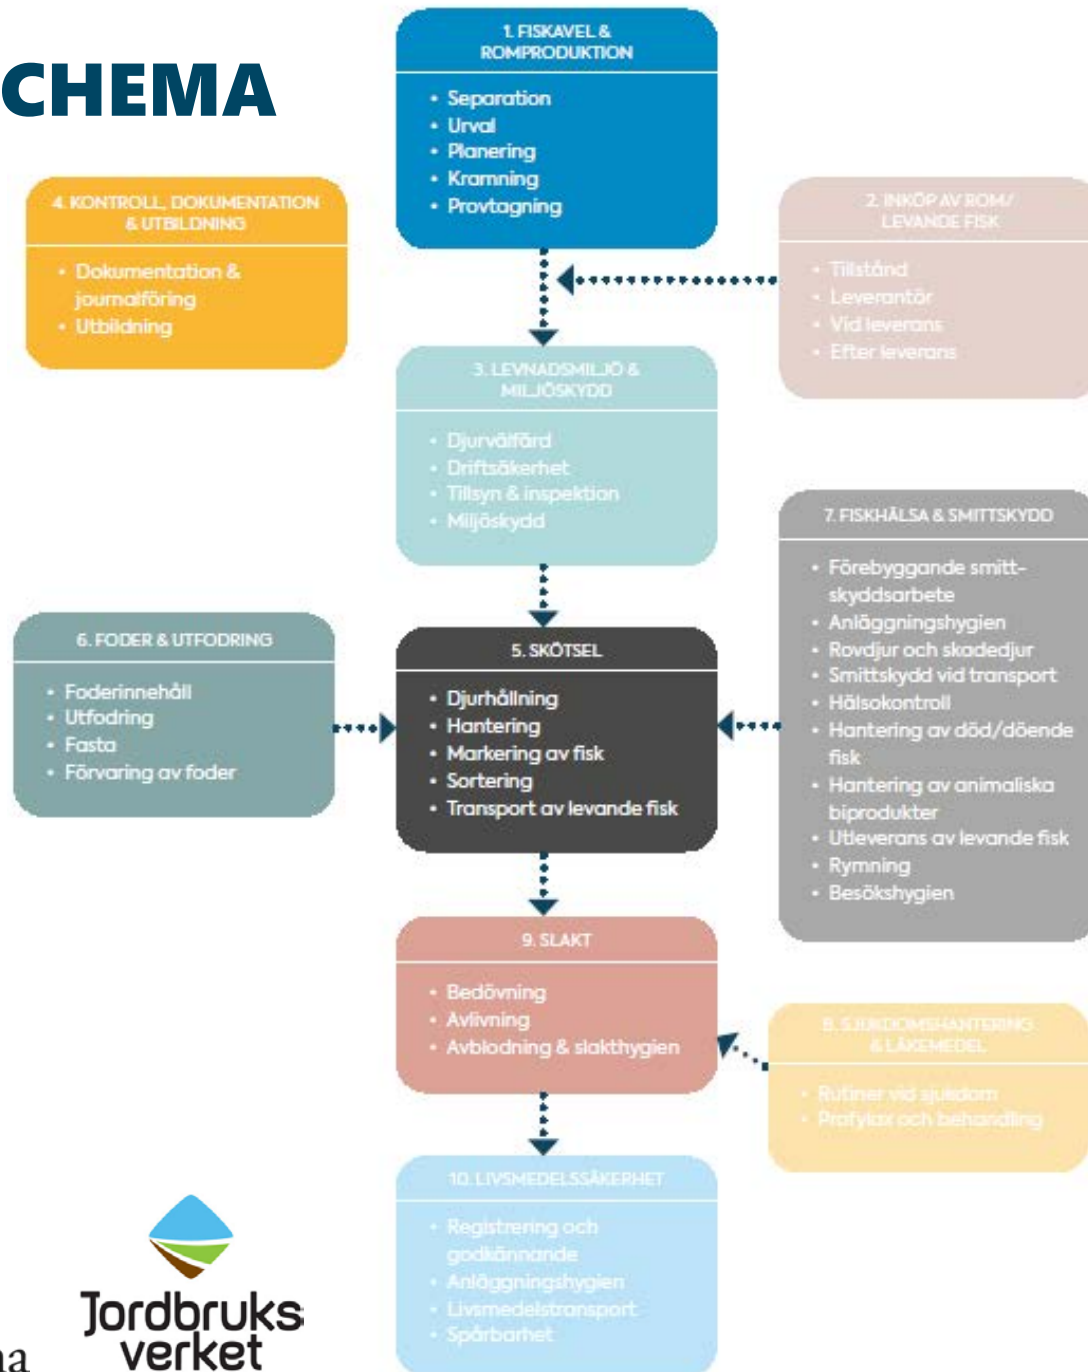 CHEMA
1. FISKAVEL &
ROMPRODUKTION
• Separation
• Urval
• Planering
• Kramning
• Provtagning
4. KONTROLL, DOKUMENTATION
& UTBILDNING
• Dokumentation &
journalföring
• Utbildning
2. INKÖP AV ROM/
LEVANDE FISK
• Tillstånd
• Leverantör
• Vid leverans
• Efter leverans
3. LEVNADSMILJÖ &
MILJÖSKYDD
• Djurvälfärd
• Driftsäkerhet
• Tillsyn & inspektion
• Miljöskydd
7. FISKHÄLSA & SMITTSKYDD
• Förebyggande smitt-
skyddsarbete
• Anläggningshygien
• Rovdjur och skadedjur
• Smittskydd vid transport
• Hälsokontroll
• Hantering av död/döende
fisk
• Hantering av animaliska
biprodukter
• Utleverans av levande fisk
• Rymning
• Besökshygien
6. FODER & UTFODRING
• Foderinnehåll
• Utfodring
• Fasta
• Förvaring av foder
5. SKÖTSEL
• Djurhållning
• Hantering
• Markering av fisk
• Sortering
• Transport av levande fisk
9. SLAKT
• Bedövning
• Avlivning
• Avblodning & slakthygien
8. SJUKDOMSHANTERING
& LÄKEMEDEL
• Rutiner vid sjukdom
• Profylax och behandling
10. LIVSMEDELSSÄKERHET
• Registrering och
godkännande
• Anläggningshygien
• Livsmedelstransport
• Spårbarhet
Jordbruks
verket
na